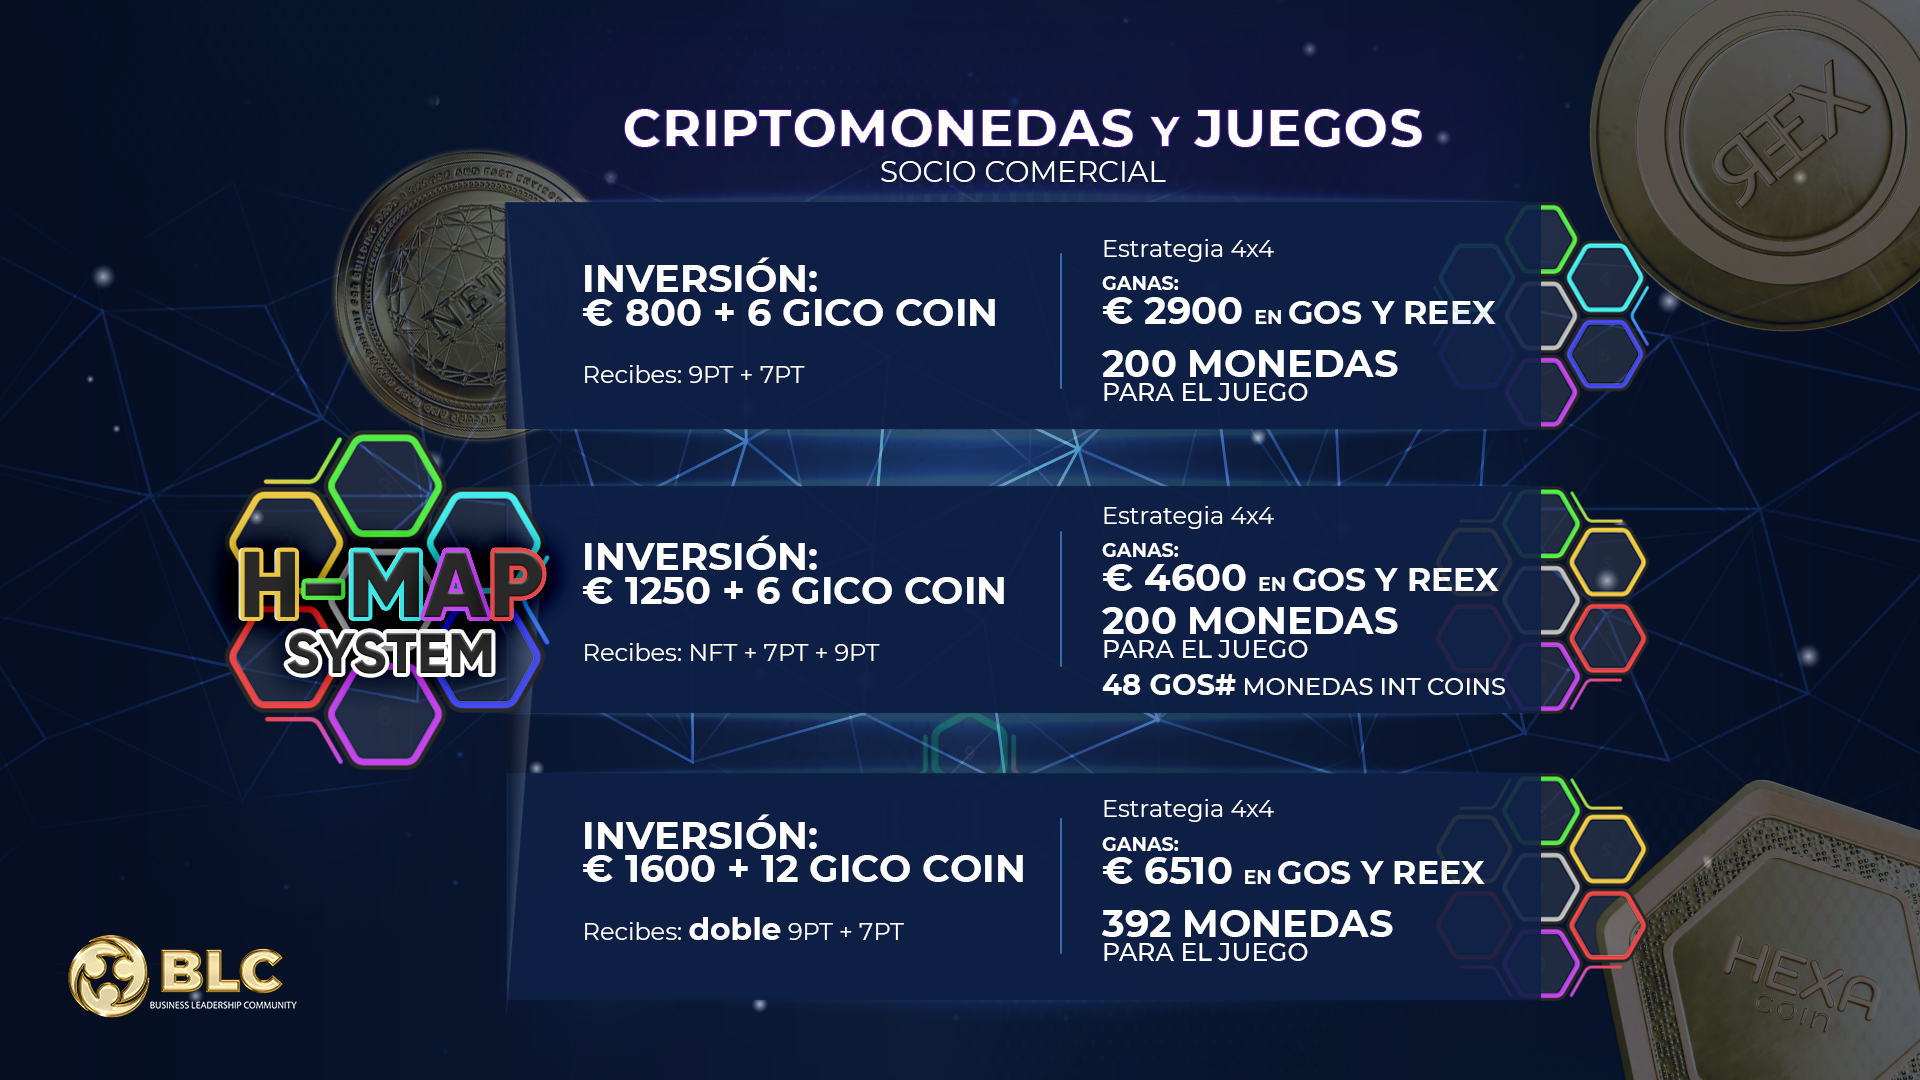 CRIPTOMONEDAS Y JUEGOS
SOCIO COMERCIAL
REEX
INVERSIÓN:
€ 800 + 6 GICO COIN
Recibes: 9PT + 7PT
Estrategia 4x4
GANAS:
€ 2900 EN GOS Y REEX
200 MONEDAS
PARA EL JUEGO
H-MAP
SYSTEM
INVERSIÓN:
€ 1250 + 6 GICO COIN
Recibes: NFT + 7PT + 9PT
Estrategia 4x4
GANAS:
€ 4600 EN GOS Y REEX
200 MONEDAS
PARA EL JUEGO
48 GOS# MONEDAS INT COINS
INVERSIÓN:
€ 1600 + 12 GICO COIN
Recibes: doble 9PT + 7PT
Estrategia 4x4
GANAS:
€ 6510 EN GOS Y REEX
392 MONEDAS
PARA EL JUEGO
BLC
BUSINESS LEADERSHIP COMMUNITY
HEXA
coin